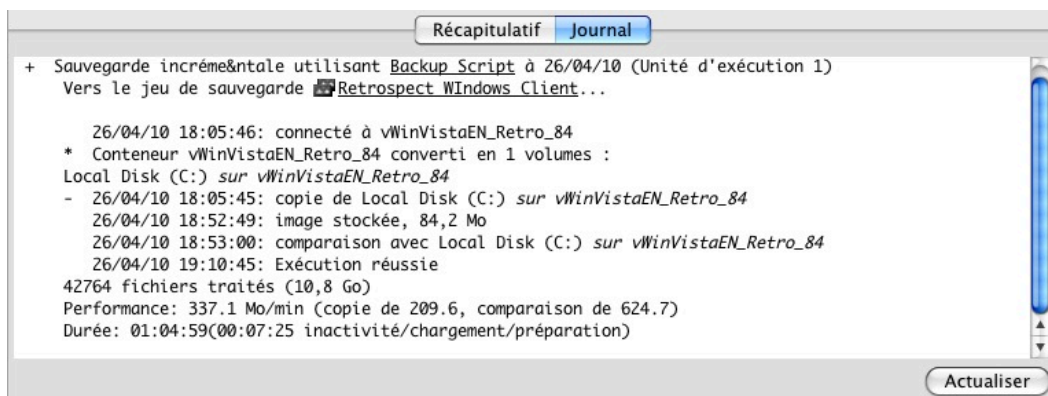 Récapitulatif Journal
+ Sauvegarde incréme&ntale utilisant Backup Script à 26/04/10 (Unité d'exécution 1)
Vers le jeu de sauvegarde Retrospect WIndows Client...
26/04/10 18:05:46: connecté à vWinVistaEN_Retro_84
* Conteneur vWinVistaEN_Retro_84 converti en 1 volumes :
Local Disk (C:) sur vWinVistaEN_Retro_84
- 26/04/10 18:05:45: copie de Local Disk (C:) sur vWinVistaEN_Retro_84
26/04/10 18:52:49: image stockée, 84,2 Mo
26/04/10 18:53:00: comparaison avec Local Disk (C:) sur vWinVistaEN_Retro_84
26/04/10 19:10:45: Exécution réussie
42764 fichiers traités (10,8 Go)
Performance: 337.1 Mo/min (copie de 209.6, comparaison de 624.7)
Durée: 01:04:59(00:07:25 inactivité/chargement/préparation)
Actualiser